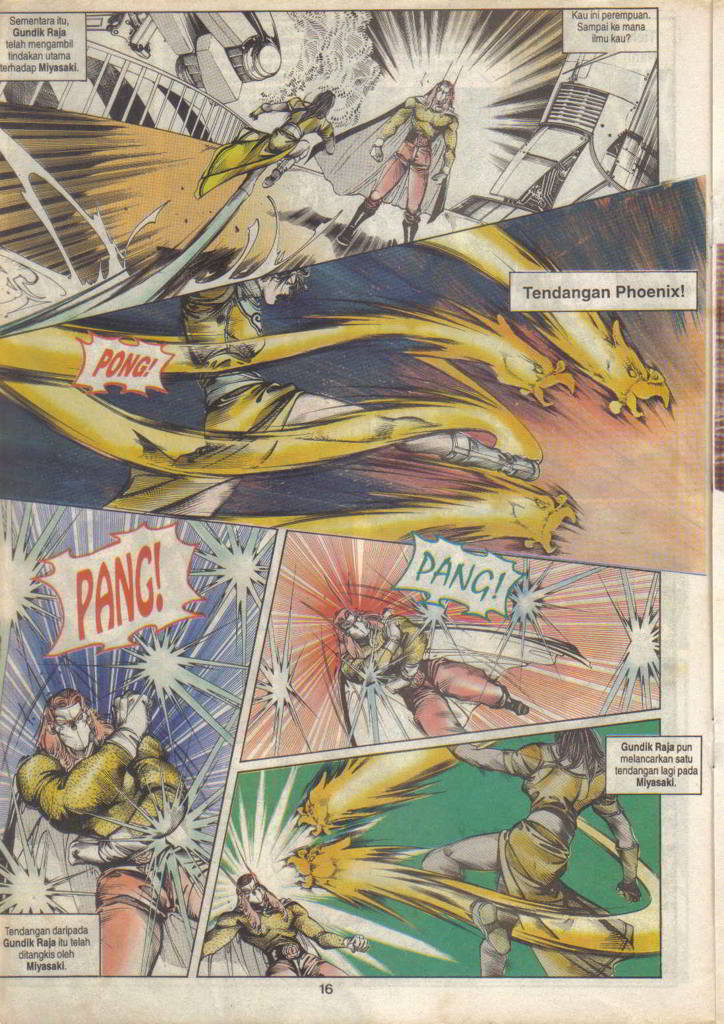 Sementara itu,
Gundik Raja
telah mengambil
tindakan utama
terhadap Miyasaki.
Kau ini perempuan.
Sampai ke mana
ilmu kau?
Tendangan Phoenix!
PONG!
PANG!
PANG!
Gundik Raja pun
melancarkan satu
tendangan lagi pada
Miyasaki.
Tendangan daripada
Gundik Raja itu telah
ditangkis oleh
Miyasaki.
16